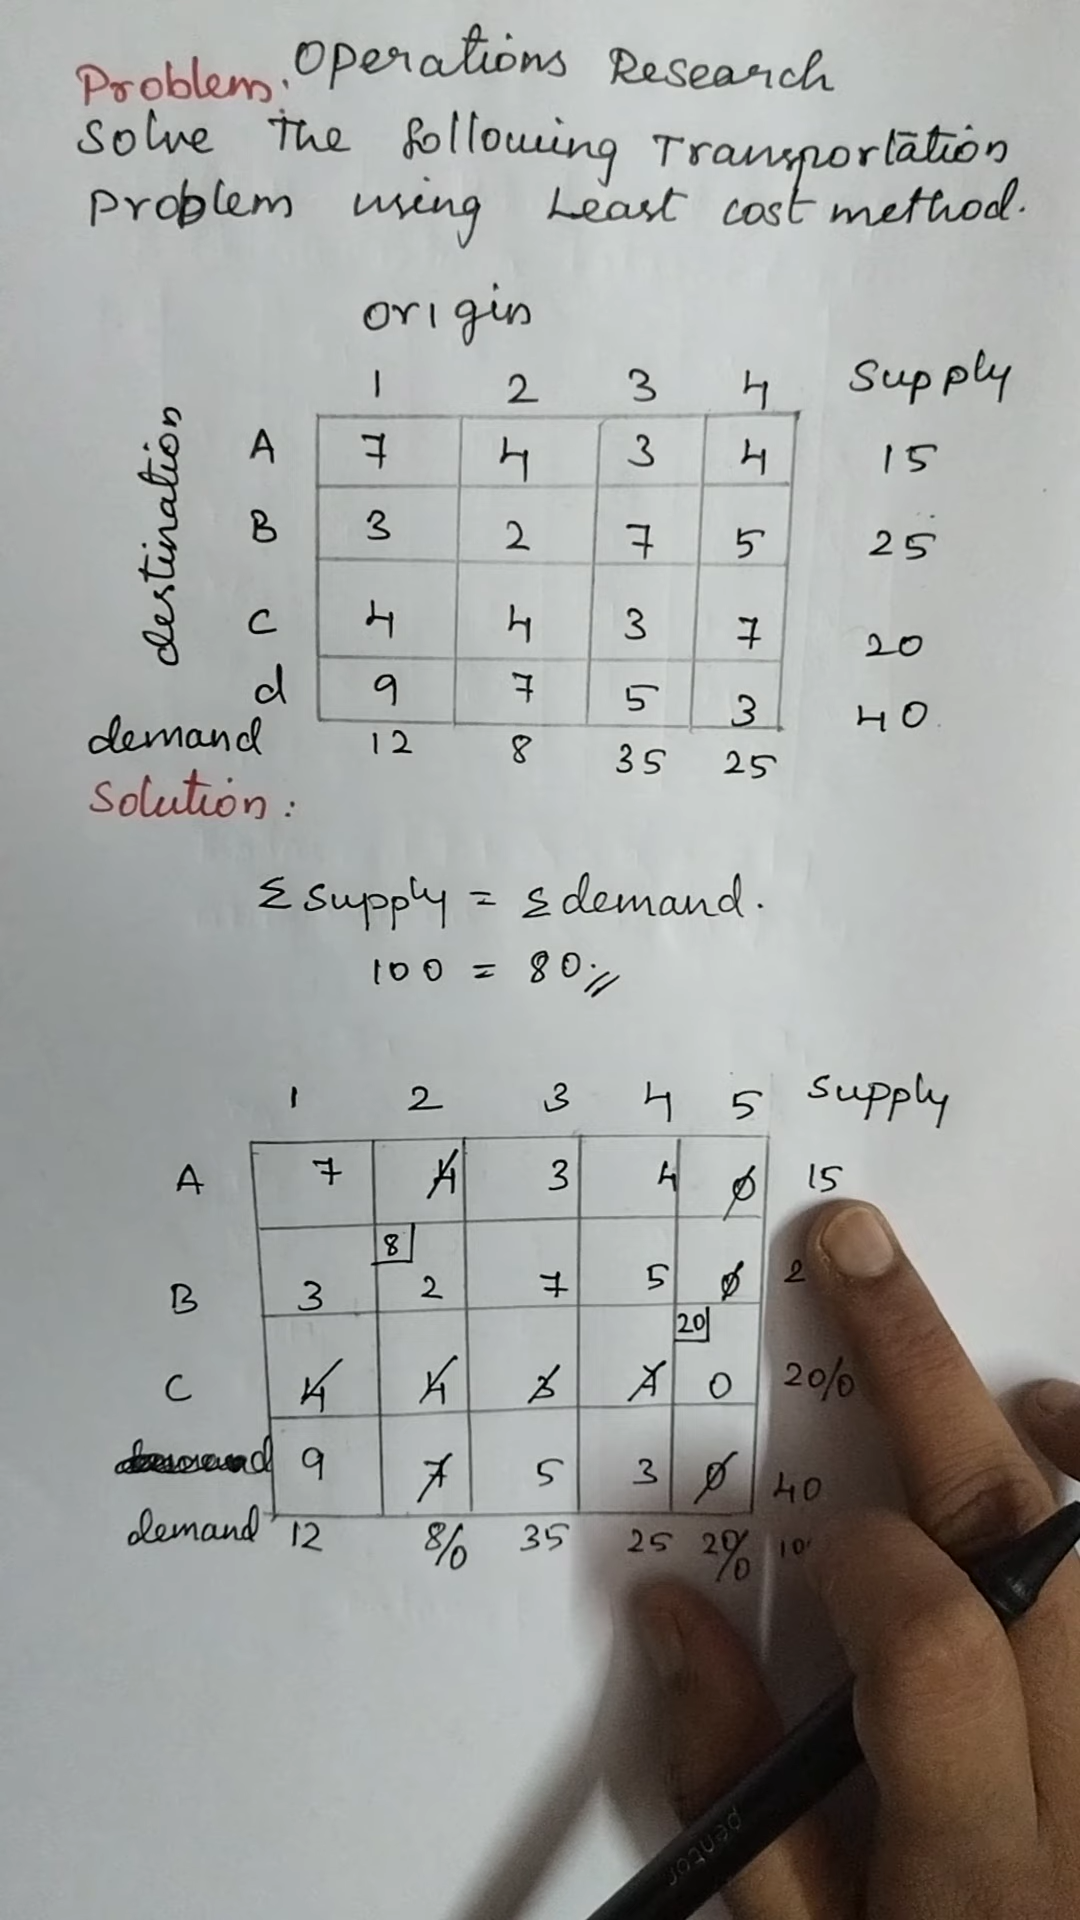 Operations Research
Problem.
Solve the following Transportation
Problem using Least cost method.
origin
1 2 3 4 Supply
destination
A 7 4 3 4 15
B 3 2 7 5 25
C 4 4 3 7 20
d 9 7 5 3 40
demand 12 8 35 25
Solution:
Σ Supply = Σ demand.
100 = 80
1 2 3 4 5 Supply
A 7 4 3 4 0 15
8
B 3 2 7 5 0 2
20
C 4 4 3 7 0 20/0
9 7 5 3 0 40
demand 12 8/0 35 25 20/0 10
pentor